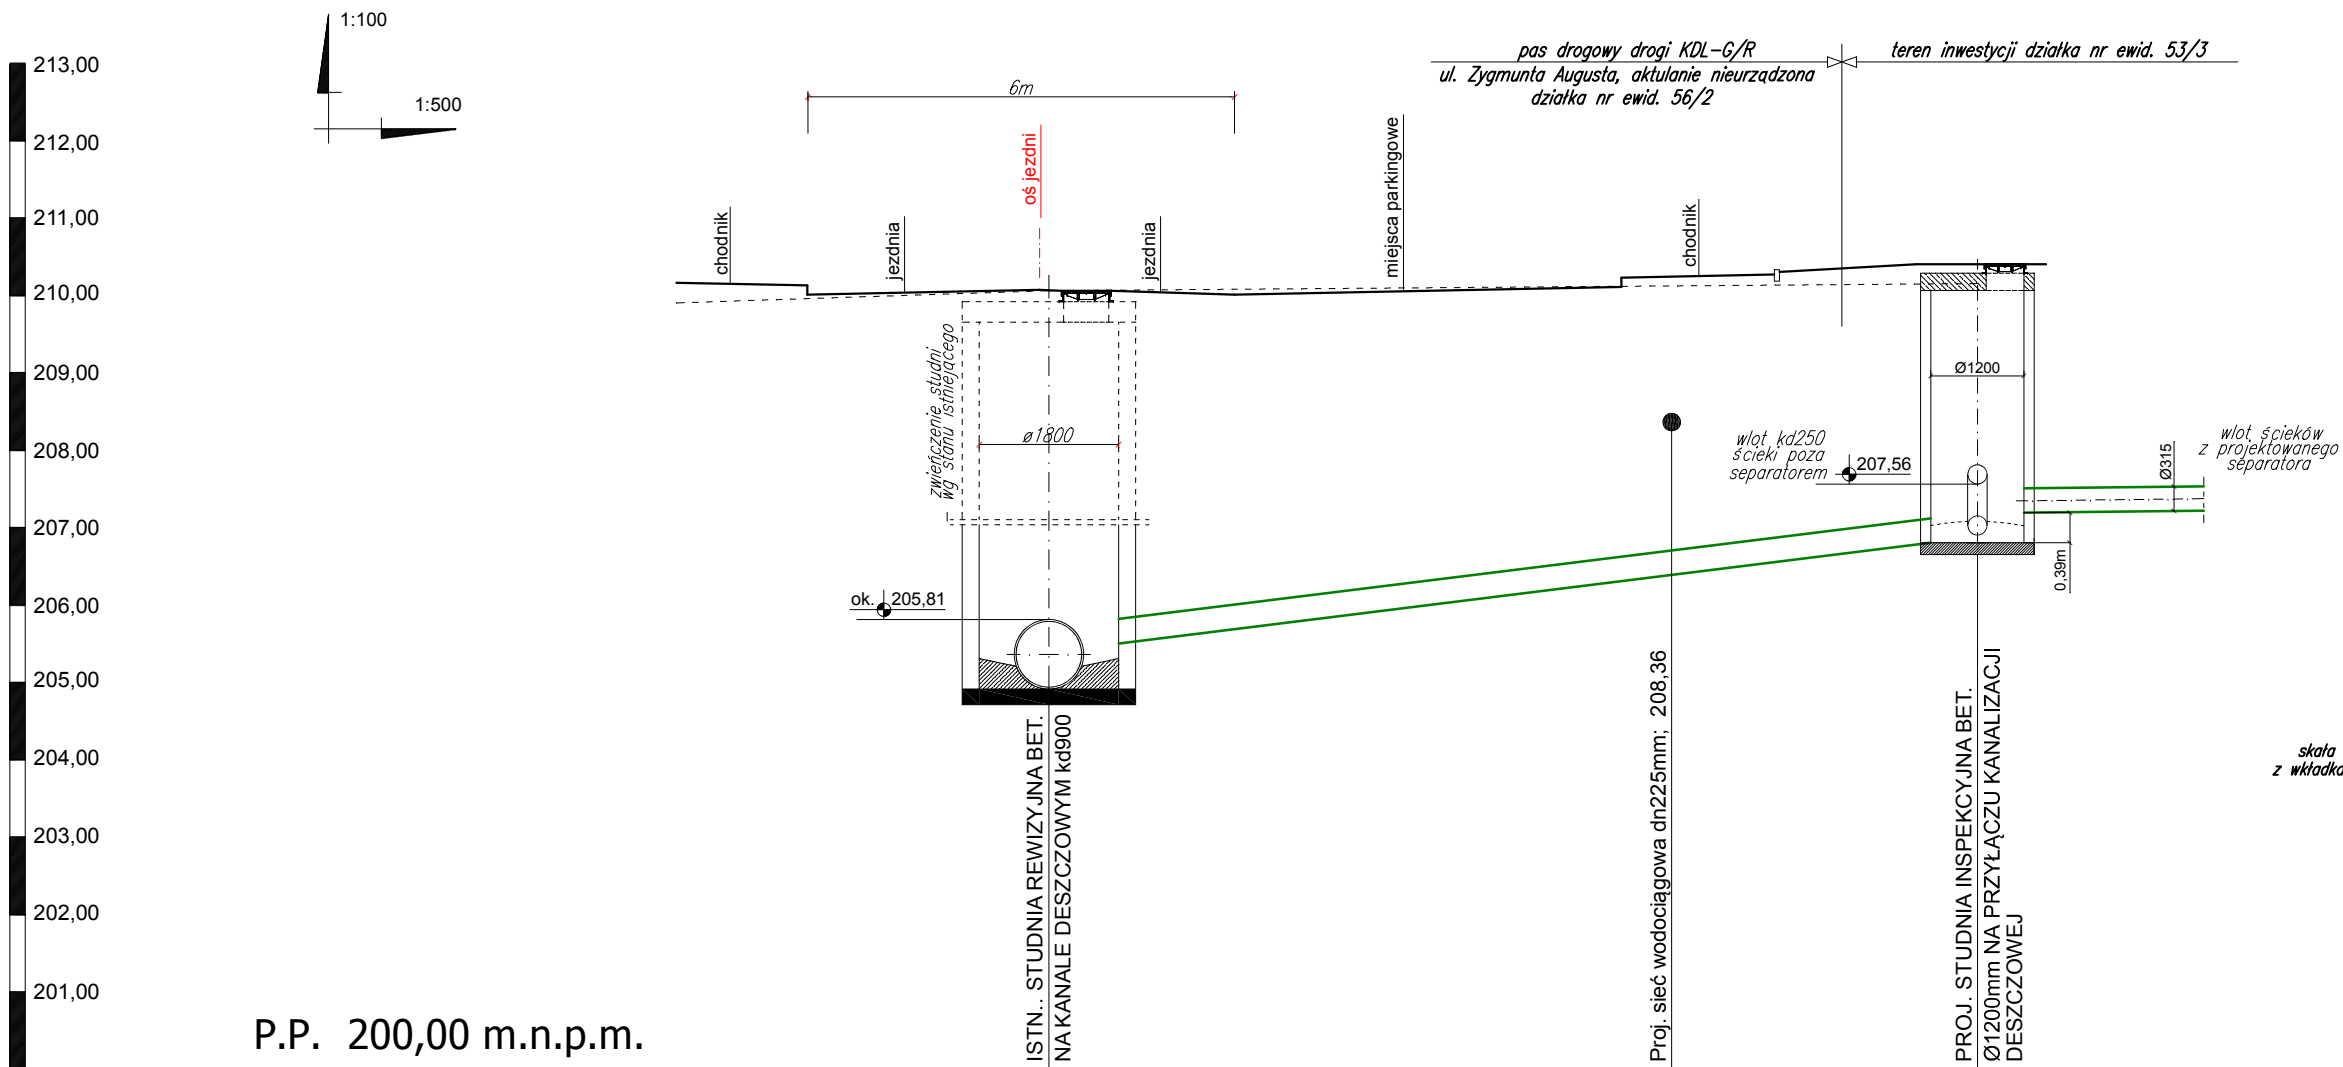 1:100
1:500
213,00
212,00
211,00
210,00
209,00
208,00
207,00
206,00
205,00
204,00
203,00
202,00
201,00
P.P. 200,00 m.n.p.m.
6m
oś jezdni
chodnik
jezdnia
jezdnia
miejsca parkingowe
chodnik
pas drogowy drogi KDL-G/R
ul. Zygmunta Augusta, aktulanie nieurządzona
działka nr ewid. 56/2
teren inwestycji działka nr ewid. 53/3
zwieńczenie studni
wg stanu istniejącego
ø1800
ok. 205,81
ISTN.. STUDNIA REWIZYJNA BET.
NA KANALE DESZCZOWYM kd900
Proj. sieć wodociągowa dn225mm; 208,36
wlot kd250
ścieki poza
separatorem
207,56
Ø1200
Ø315
wlot ścieków
z projektowanego
separatora
0,39m
PROJ. STUDNIA INSPEKCYJNA BET.
Ø1200mm NA PRZYŁĄCZU KANALIZACJI
DESZCZOWEJ
skała
z wkładka